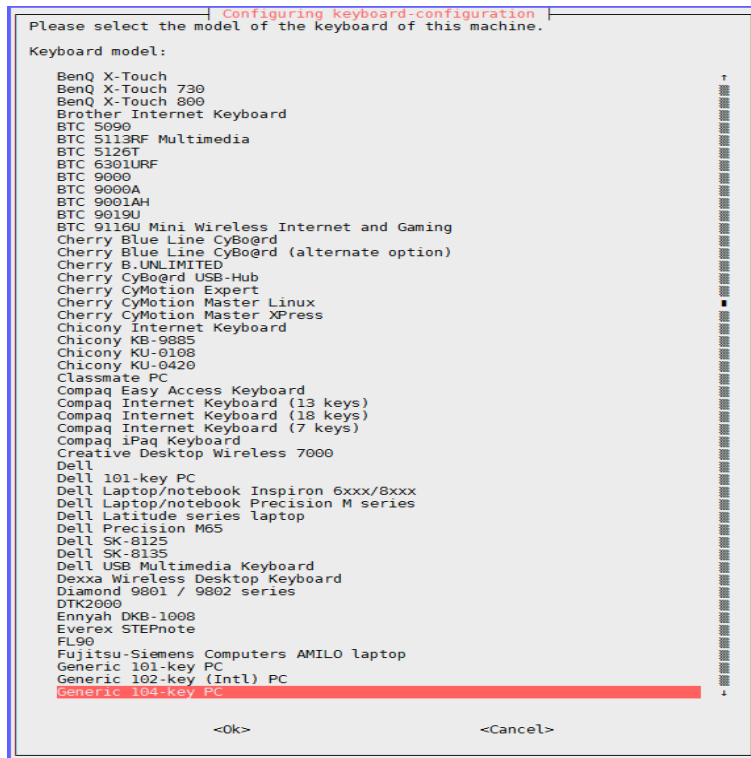 Configuring keyboard-configuration
Please select the model of the keyboard of this machine.
Keyboard model:
BenQ X-Touch
BenQ X-Touch 730
BenQ X-Touch 800
Brother Internet Keyboard
BTC 5090
BTC 5113RF Multimedia
BTC 5126T
BTC 6301URF
BTC 9000
BTC 9000A
BTC 9001AH
BTC 9019U
BTC 9116U Mini Wireless Internet and Gaming
Cherry Blue Line CyBo@rd
Cherry Blue Line CyBo@rd (alternate option)
Cherry B.UNLIMITED
Cherry CyBo@rd USB-Hub
Cherry CyMotion Expert
Cherry CyMotion Master Linux
Cherry CyMotion Master XPress
Chicony Internet Keyboard
Chicony KB-9885
Chicony KU-0108
Chicony KU-0420
Classmate PC
Compaq Easy Access Keyboard
Compaq Internet Keyboard (13 keys)
Compaq Internet Keyboard (18 keys)
Compaq Internet Keyboard (7 keys)
Compaq iPaq Keyboard
Creative Desktop Wireless 7000
Dell
Dell 101-key PC
Dell Laptop/notebook Inspiron 6xxx/8xxx
Dell Laptop/notebook Precision M series
Dell Latitude series laptop
Dell Precision M65
Dell SK-8125
Dell SK-8135
Dell USB Multimedia Keyboard
Dexxa Wireless Desktop Keyboard
Diamond 9801 / 9802 series
DTK2000
Ennyah DKB-1008
Everex STEPnote
FL90
Fujitsu-Siemens Computers AMILO laptop
Generic 101-key PC
Generic 102-key (Intl) PC
Generic 104-key PC
<Ok> <Cancel>